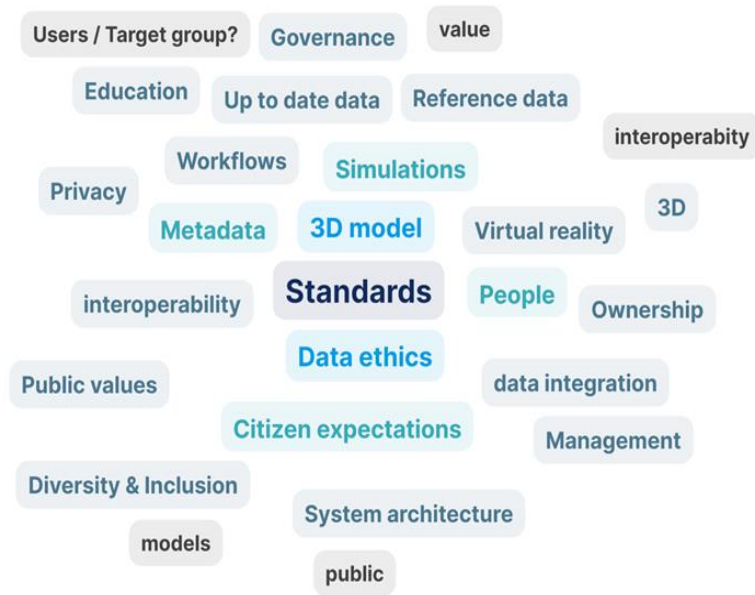 Users / Target group?
Governance
value
Education
Up to date data
Reference data
interoperabity
Workflows
Simulations
Privacy
3D
Metadata
3D model
Virtual reality
Standards
People
interoperability
Ownership
Data ethics
Public values
data integration
Citizen expectations
Management
Diversity & Inclusion
System architecture
models
public